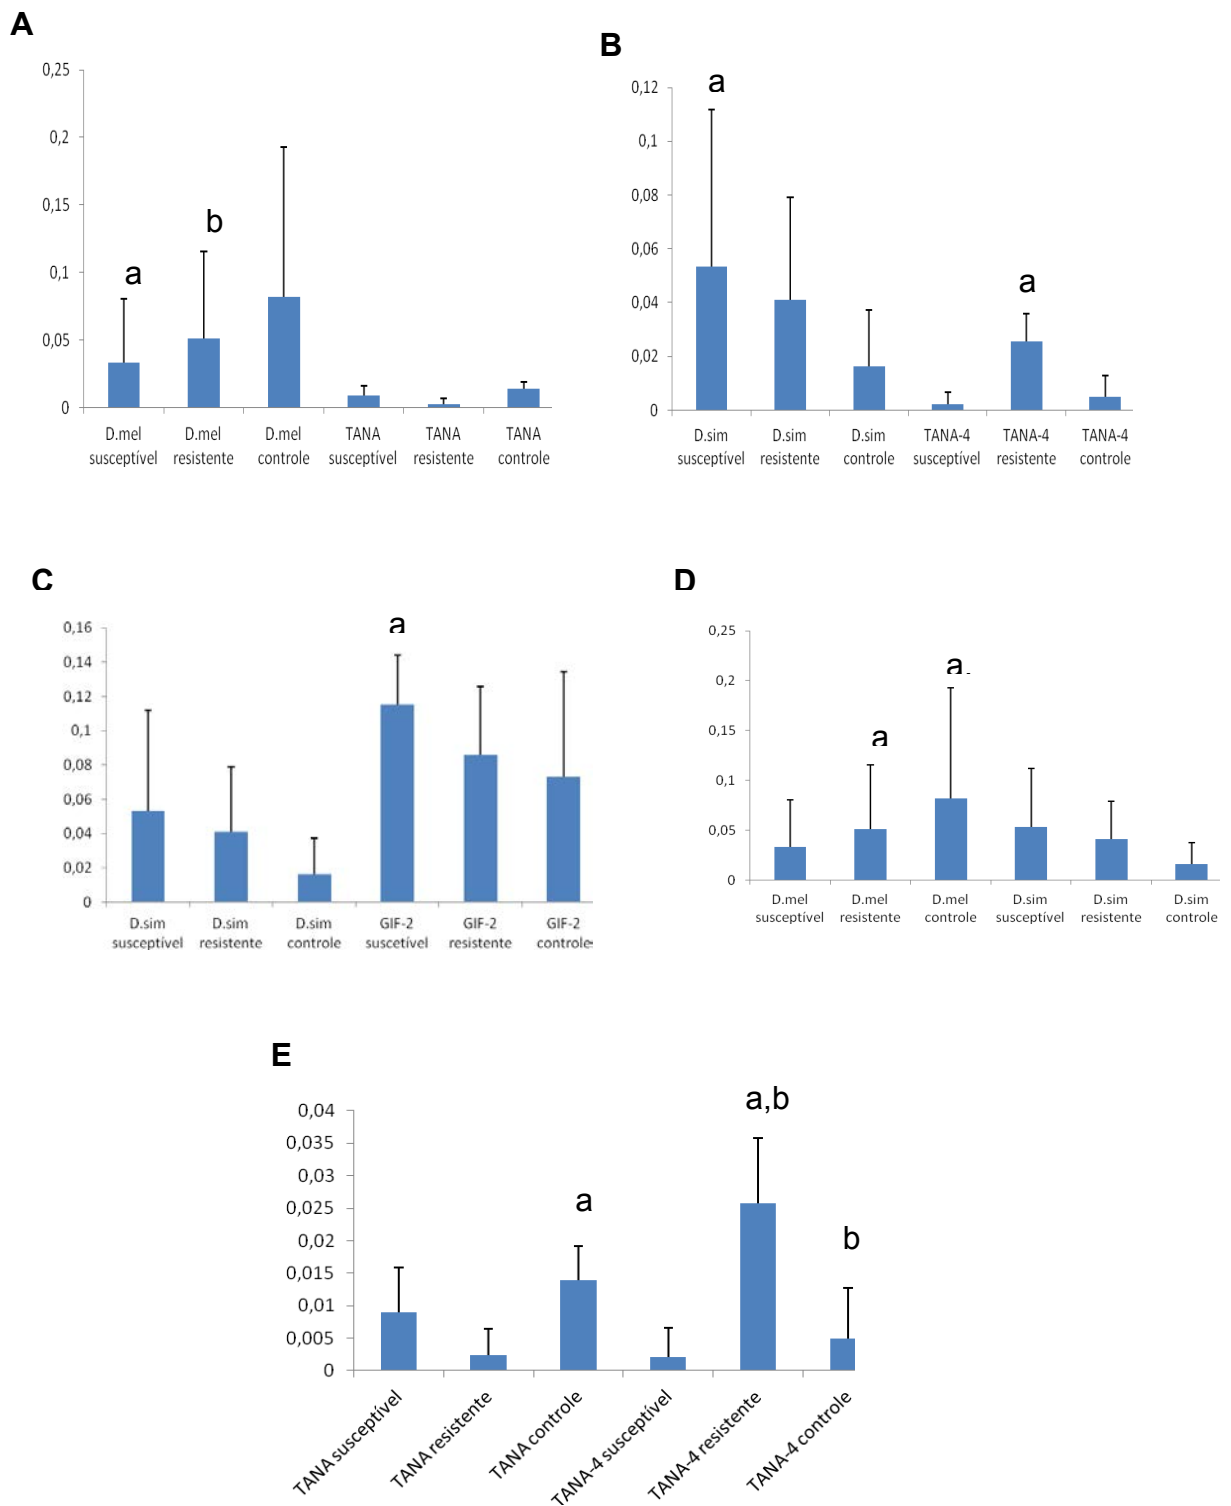 A
0,25
0,2
0,15
0,1
0,05
0
a
b
D.mel susceptível
D.mel resistente
D.mel controle
TANA susceptível
TANA resistente
TANA controle
B
0,12
0,1
0,08
0,06
0,04
0,02
0
a
a
D.sim susceptível
D.sim resistente
D.sim controle
TANA-4 susceptível
TANA-4 resistente
TANA-4 controle
C
0,16
0,14
0,12
0,1
0,08
0,06
0,04
0,02
0
a
D.sim susceptível
D.sim resistente
D.sim controle
GIF-2 suscetível
GIF-2 resistente
GIF-2 controle
D
0,25
0,2
0,15
0,1
0,05
0
a
a.
D.mel susceptível
D.mel resistente
D.mel controle
D.sim susceptível
D.sim resistente
D.sim controle
E
0,04
0,035
0,03
0,025
0,02
0,015
0,01
0,005
0
a
a,b
b
TANA susceptível
TANA resistente
TANA controle
TANA-4 susceptível
TANA-4 resistente
TANA-4 controle